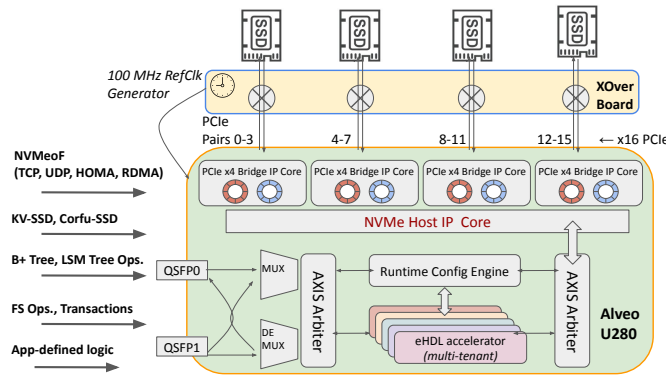 SSD
SSD
SSD
SSD
100 MHz RefClk
Generator
XOver
Board
PCIe
Pairs 0-3
4-7
8-11
12-15
← x16 PCIe
NVMeoF
(TCP, UDP, HOMA, RDMA)
PCIe x4 Bridge IP Core
PCIe x4 Bridge IP Core
PCIe x4 Bridge IP Core
PCIe x4 Bridge IP Core
NVMe Host IP Core
KV-SSD, Corfu-SSD
B+ Tree, LSM Tree Ops.
QSFP0
MUX
AXIS Arbiter
Runtime Config Engine
AXIS Arbiter
FS Ops., Transactions
Alveo
U280
QSFP1
DE
MUX
eHDL accelerator
(multi-tenant)
App-defined logic